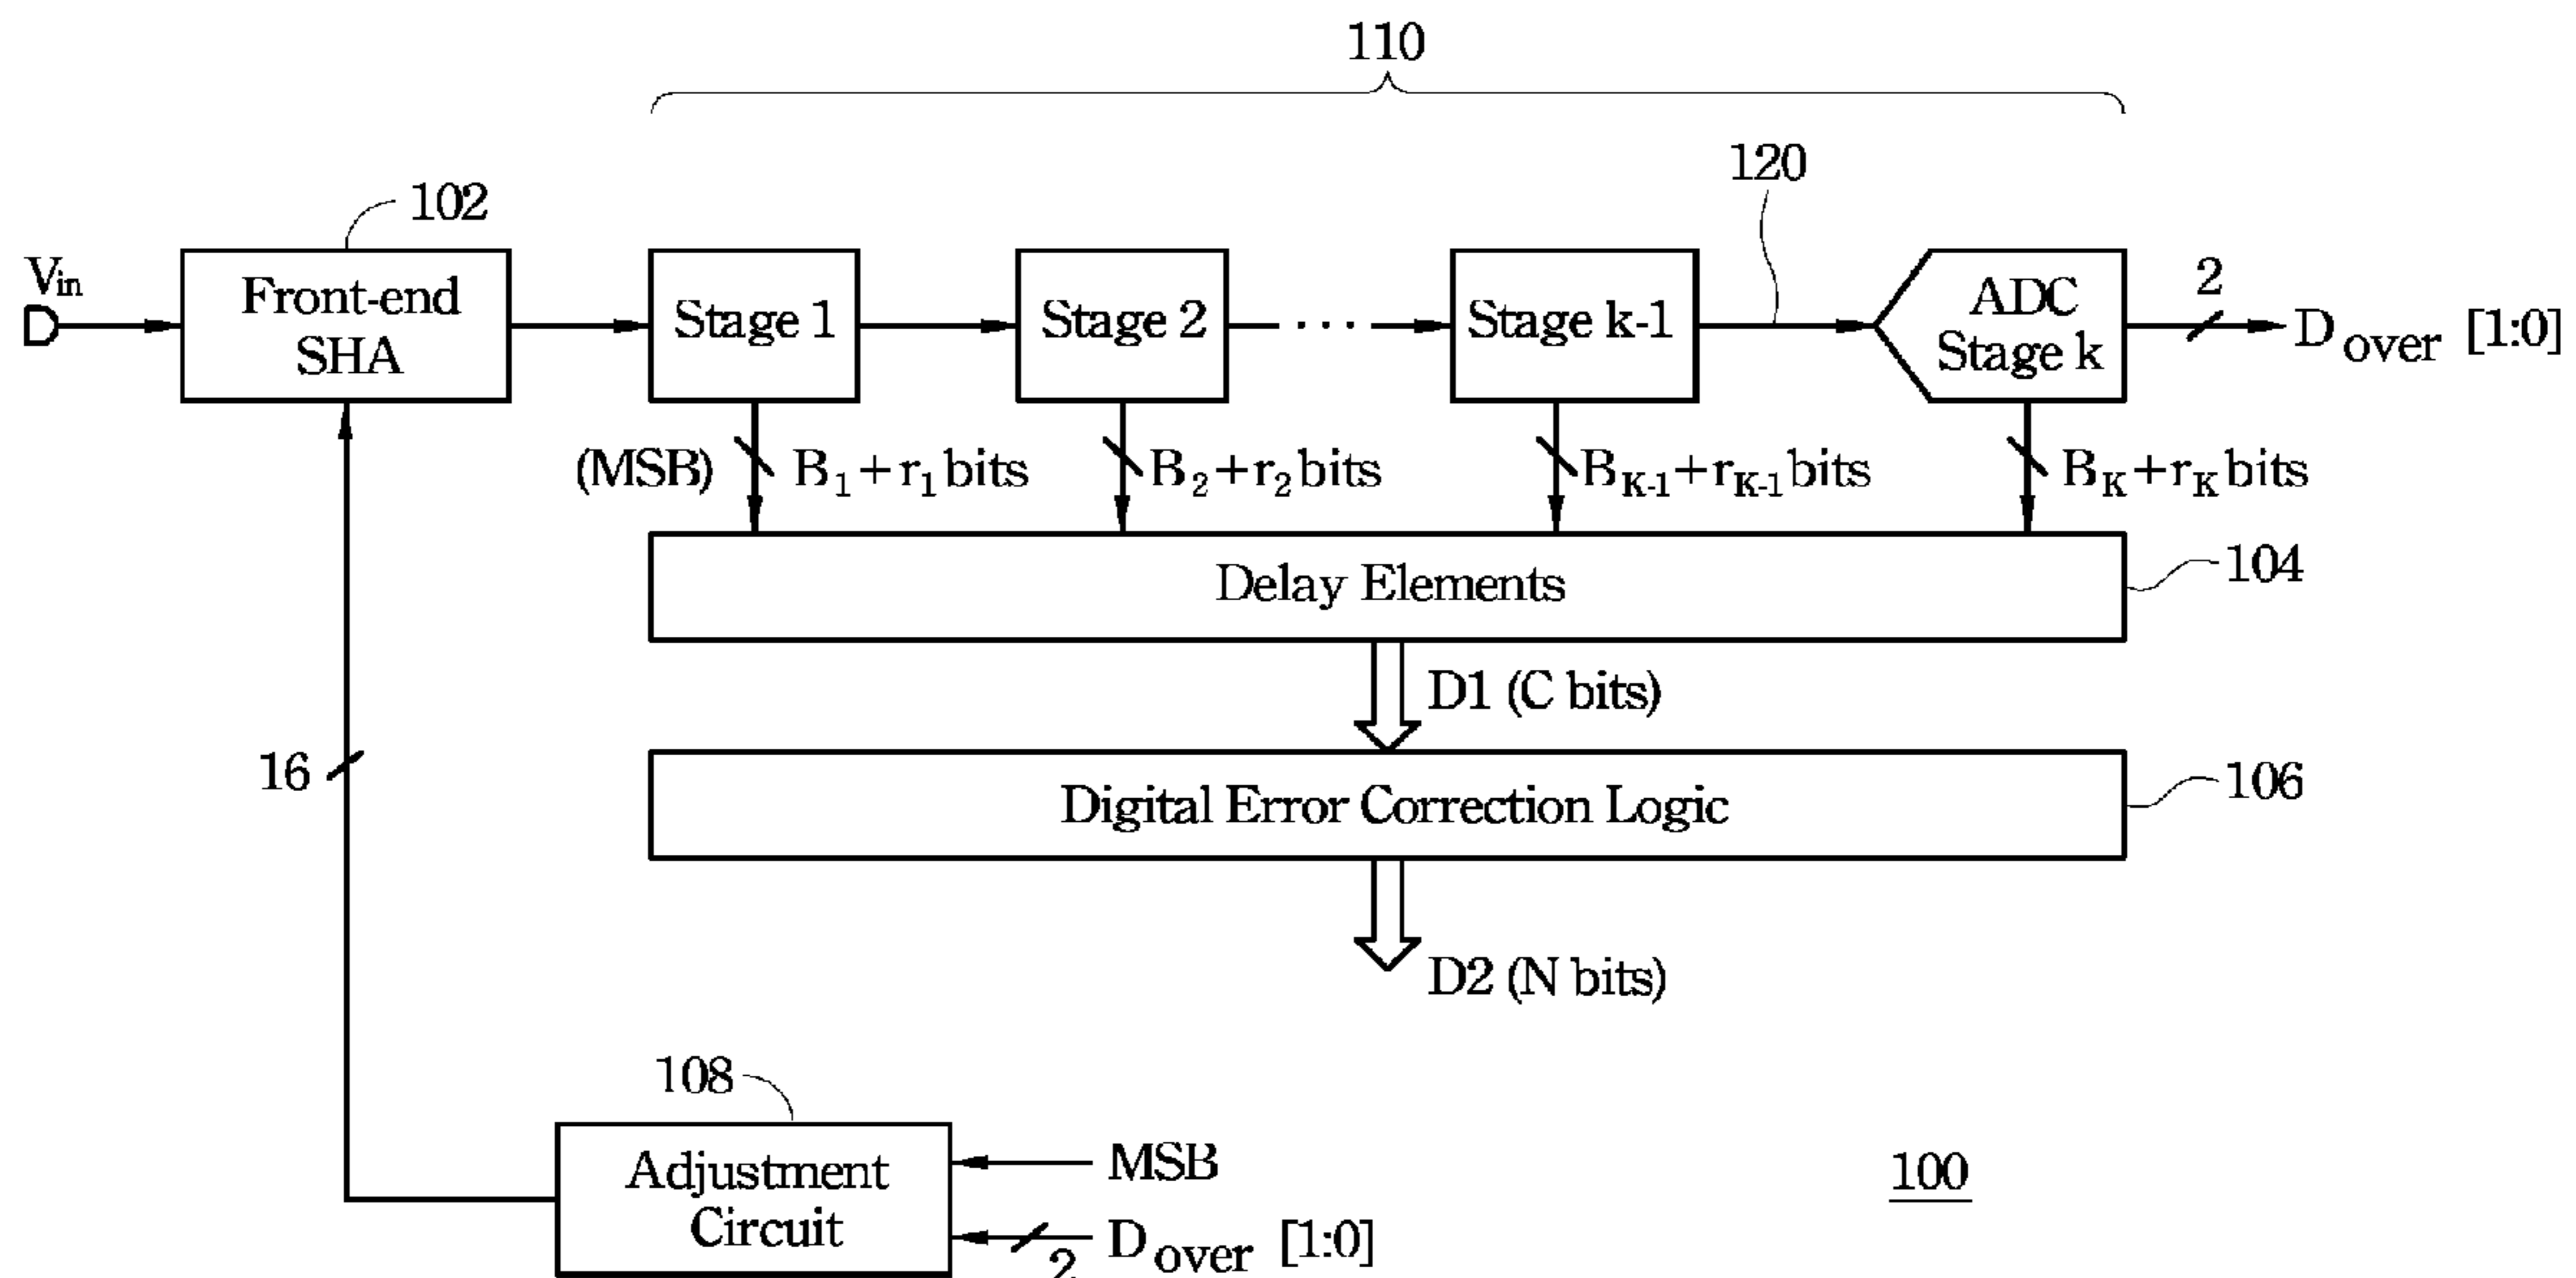 110
120
102
Vin
Front-end
SHA
Stage 1
Stage 2
...
Stage k-1
ADC
Stage k
2
D over [1:0]
(MSB)
B1+r1 bits
B2+r2 bits
BK-1+rK-1 bits
BK+rK bits
Delay Elements
104
D1 (C bits)
16
Digital Error Correction Logic
106
D2 (N bits)
108
Adjustment
Circuit
MSB
2
D over [1:0]
100